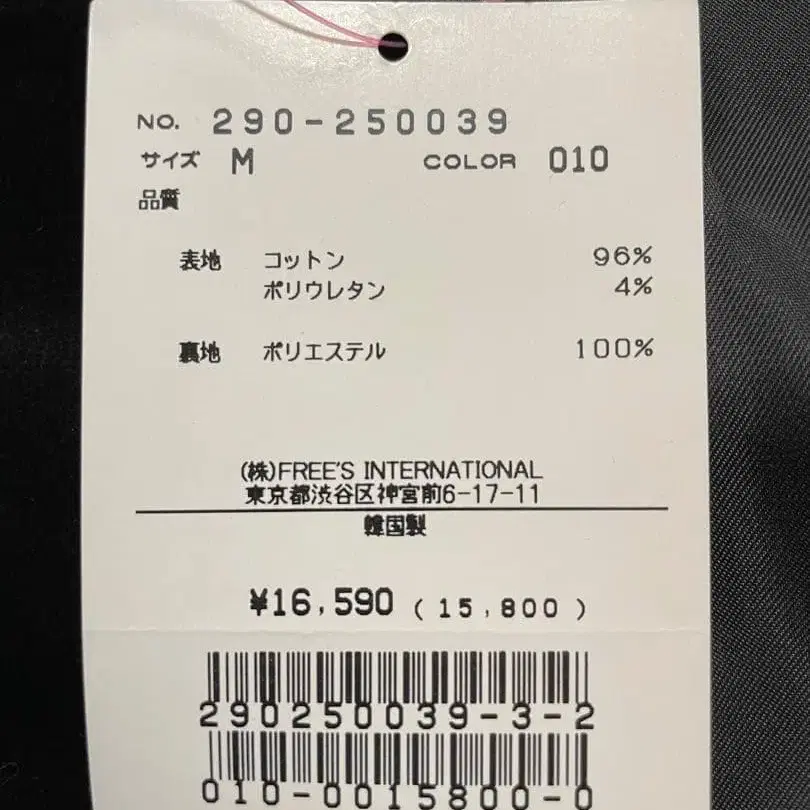 NO. 290-250039
サイズ M COLOR 010
品質
表地 コットン 96%
ポリウレタン 4%
裏地 ポリエステル 100%
(株)FREE'S INTERNATIONAL
東京都渋谷区神宮前6-17-11
韓国製
¥16,590 (15,800)
290250039-3-2
010-0015800-0